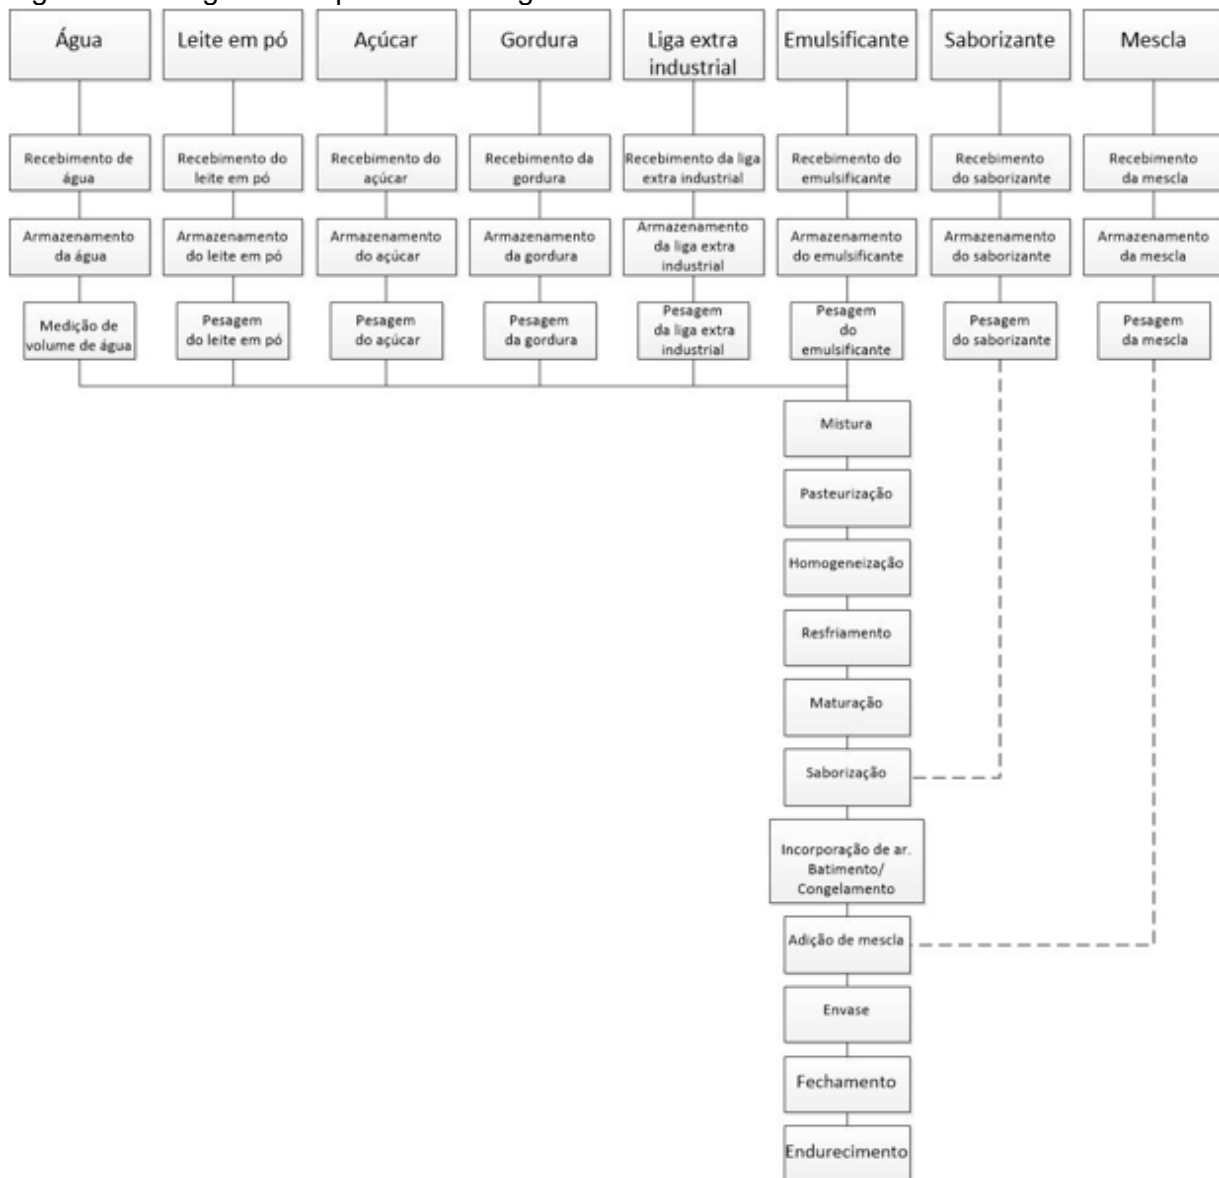 Água
Leite em pó
Açúcar
Gordura
Liga extra
industrial
Emulsificante
Saborizante
Mescla
Recebimento de
água
Recebimento do
leite em pó
Recebimento do
açúcar
Recebimento da
gordura
Recebimento da liga
extra industrial
Recebimento do
emulsificante
Recebimento
do saborizante
Recebimento
da mescla
Armazenamento
da água
Armazenamento
do leite em pó
Armazenamento
do açúcar
Armazenamento
da gordura
Armazenamento
da liga extra
industrial
Armazenamento
do emulsificante
Armazenamento
do saborizante
Armazenamento
da mescla
Medição de
volume de água
Pesagem
do leite em pó
Pesagem
do açúcar
Pesagem
da gordura
Pesagem
da liga extra
industrial
Pesagem
do
emulsificante
Pesagem
do saborizante
Pesagem
da mescla
Mistura
Pasteurização
Homogeneização
Resfriamento
Maturação
Saborização
Incorporação de ar.
Batimento/
Congelamento
Adição de mescla
Envase
Fechamento
Endurecimento